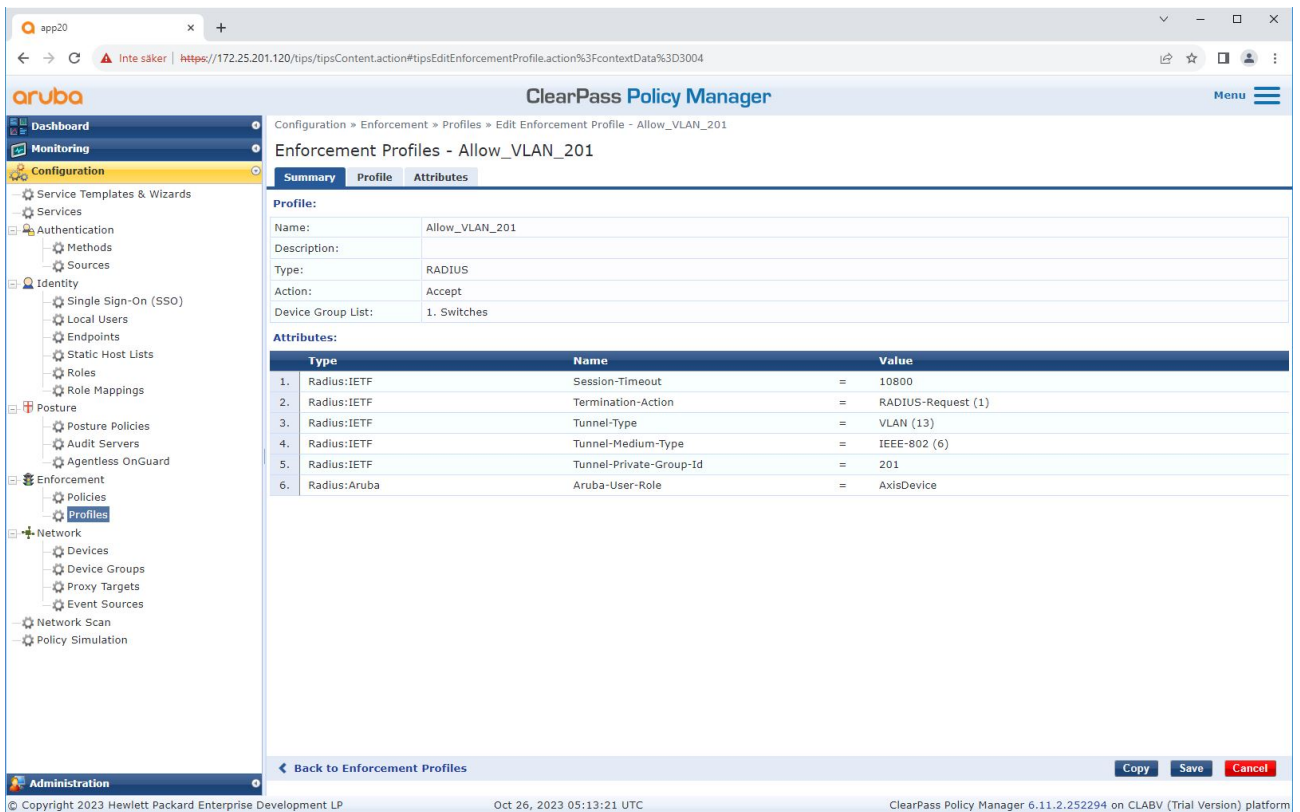 app20
Inte säker | https://172.25.201.120/tips/tipsContent.action#tipsEditEnforcementProfile.action%3FcontextData%3D3004
aruba
ClearPass Policy Manager
Menu
Dashboard
Monitoring
Configuration
Service Templates & Wizards
Services
Authentication
Methods
Sources
Identity
Single Sign-On (SSO)
Local Users
Endpoints
Static Host Lists
Roles
Role Mappings
Posture
Posture Policies
Audit Servers
Agentless OnGuard
Enforcement
Policies
Profiles
Network
Devices
Device Groups
Proxy Targets
Event Sources
Network Scan
Policy Simulation
Administration
Configuration » Enforcement » Profiles » Edit Enforcement Profile - Allow_VLAN_201
Enforcement Profiles - Allow_VLAN_201
Summary Profile Attributes
Profile:
Name: Allow_VLAN_201
Description:
Type: RADIUS
Action: Accept
Device Group List: 1. Switches
Attributes:
Type Name Value
1. Radius:IETF Session-Timeout = 10800
2. Radius:IETF Termination-Action = RADIUS-Request (1)
3. Radius:IETF Tunnel-Type = VLAN (13)
4. Radius:IETF Tunnel-Medium-Type = IEEE-802 (6)
5. Radius:IETF Tunnel-Private-Group-Id = 201
6. Radius:Aruba Aruba-User-Role = AxisDevice
Back to Enforcement Profiles Copy Save Cancel
© Copyright 2023 Hewlett Packard Enterprise Development LP Oct 26, 2023 05:13:21 UTC ClearPass Policy Manager 6.11.2.252294 on CLABV (Trial Version) platform